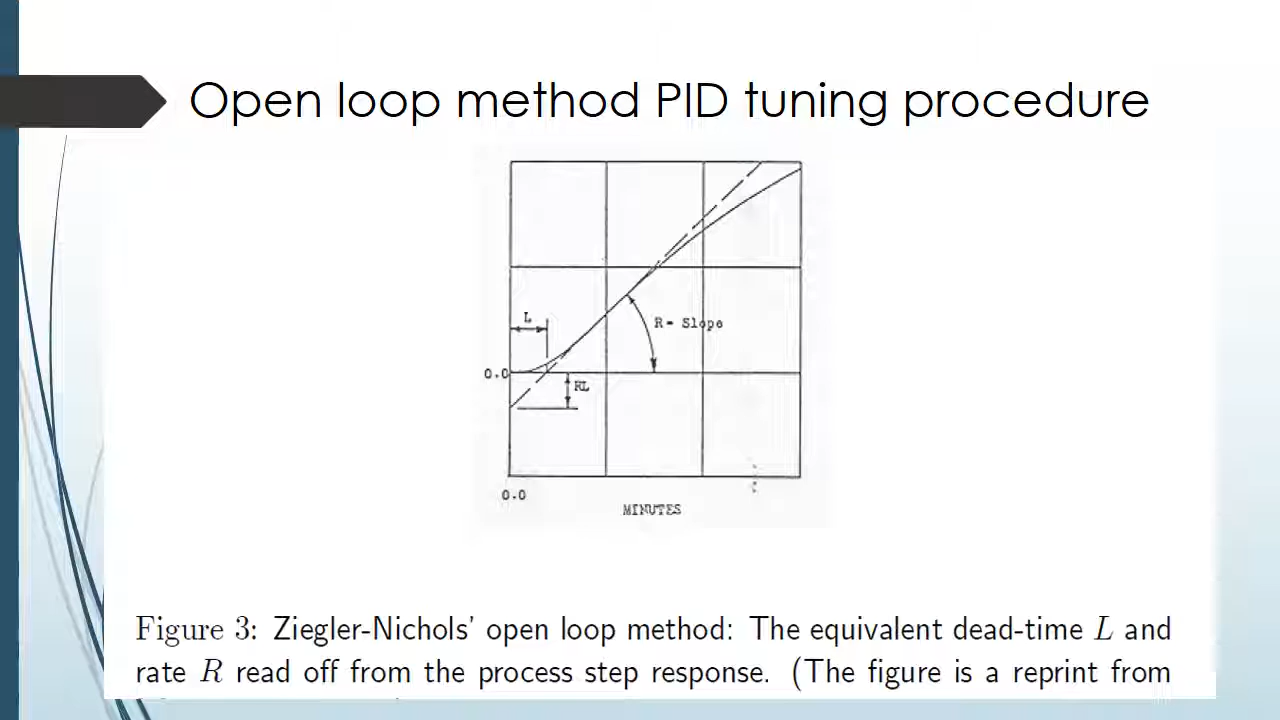 Open loop method PID tuning procedure
L
R - Slope
0.0
RL
0.0
MINUTES
Figure 3: Ziegler-Nichols' open loop method: The equivalent dead-time L and
rate R read off from the process step response. (The figure is a reprint from